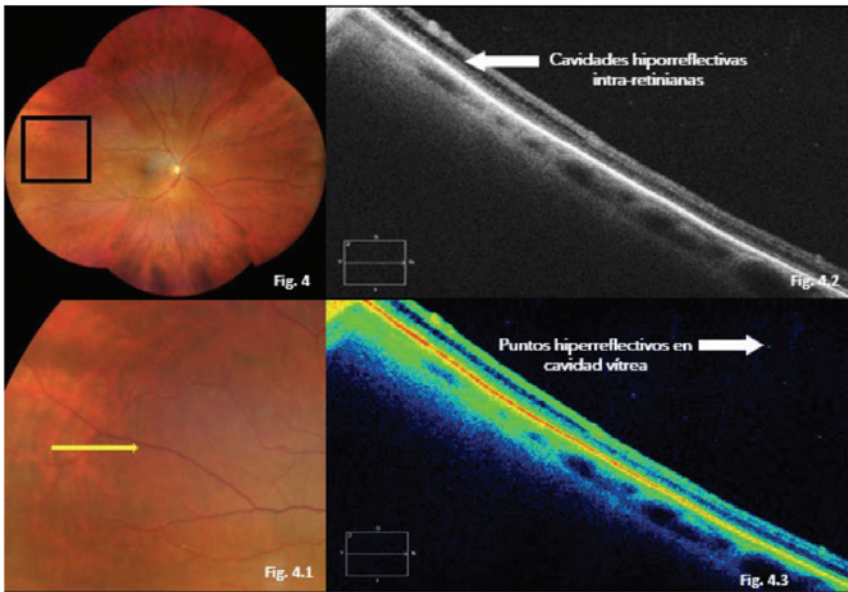 Cavidades hiporreflectivas
intra-retinianas
Fig. 4
Fig. 4.2
Puntos hiperreflectivos en
cavidad vítrea
Fig. 4.1
Fig. 4.3